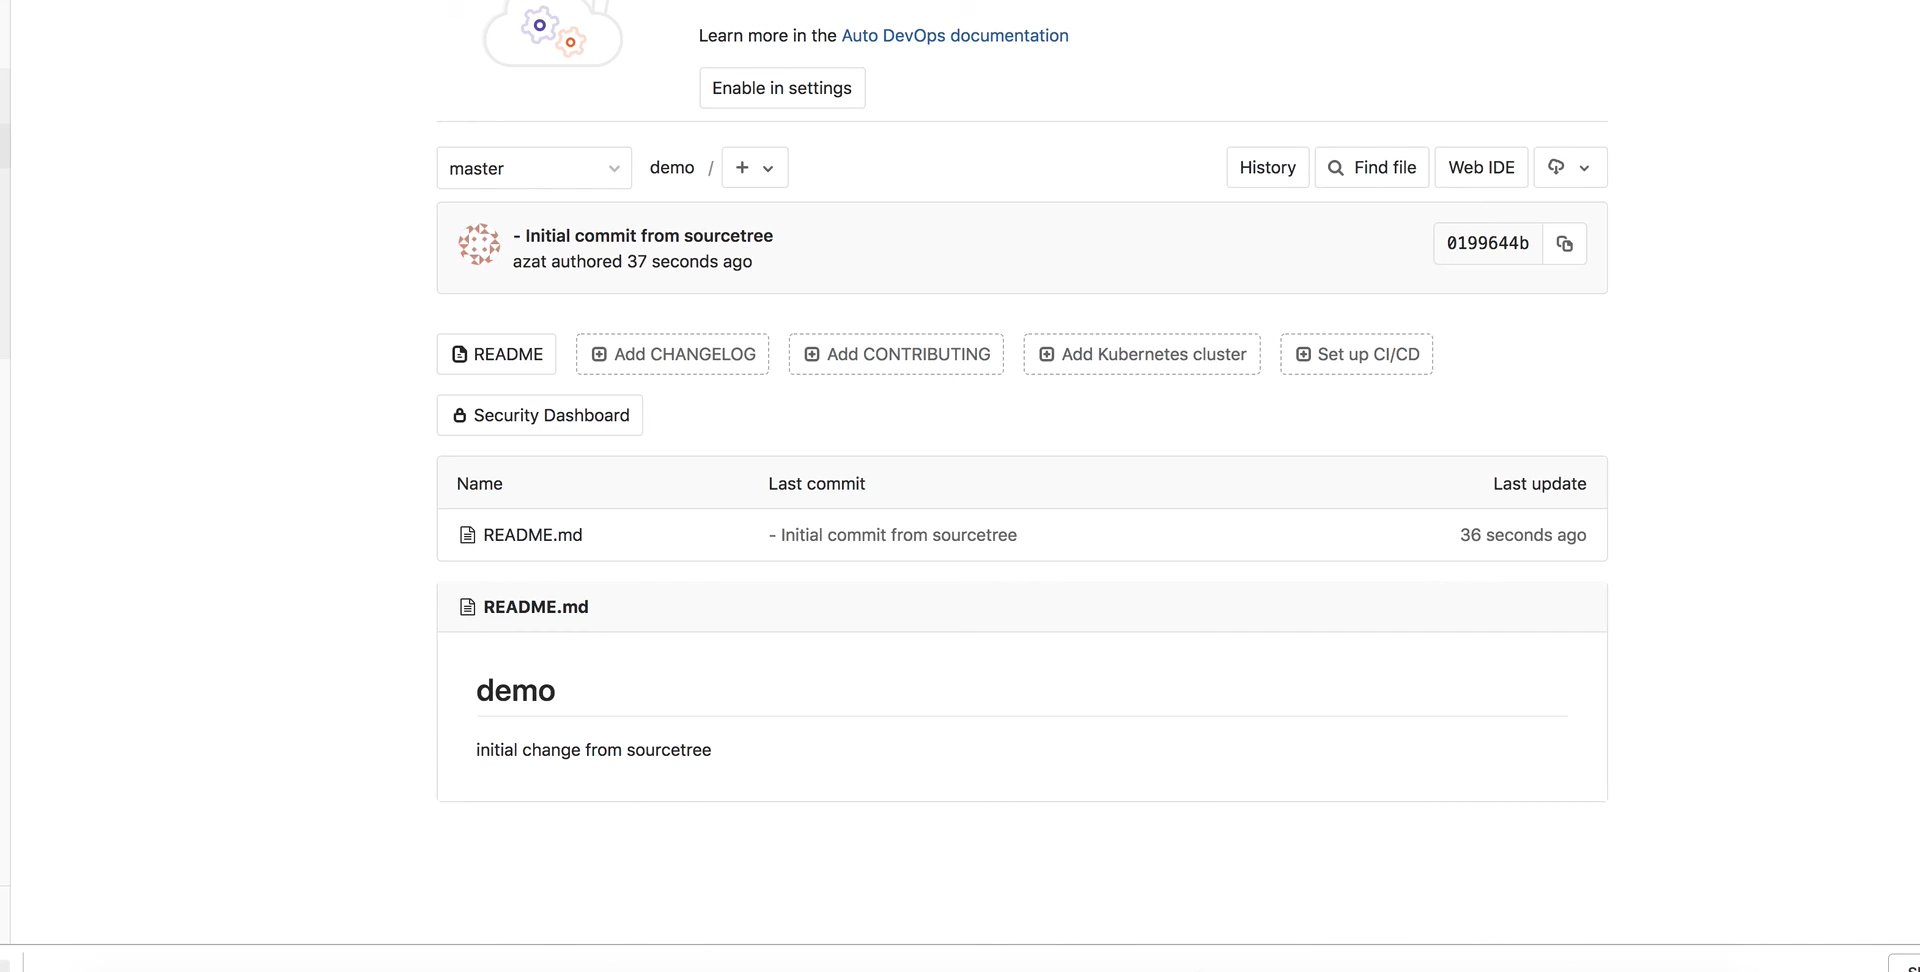 Learn more in the Auto DevOps documentation
Enable in settings
master
demo / +
History
Find file
Web IDE
- Initial commit from sourcetree
azat authored 37 seconds ago
0199644b
README
Add CHANGELOG
Add CONTRIBUTING
Add Kubernetes cluster
Set up CI/CD
Security Dashboard
Name Last commit Last update
README.md - Initial commit from sourcetree 36 seconds ago
README.md
demo
initial change from sourcetree